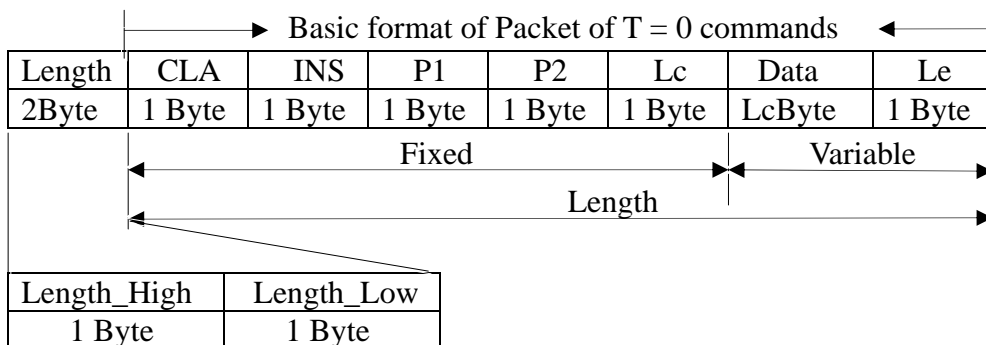 Basic format of Packet of T = 0 commands
Length CLA INS P1 P2 Lc Data Le
2Byte 1 Byte 1 Byte 1 Byte 1 Byte 1 Byte LcByte 1 Byte
Fixed Variable
Length
Length_High Length_Low
1 Byte 1 Byte